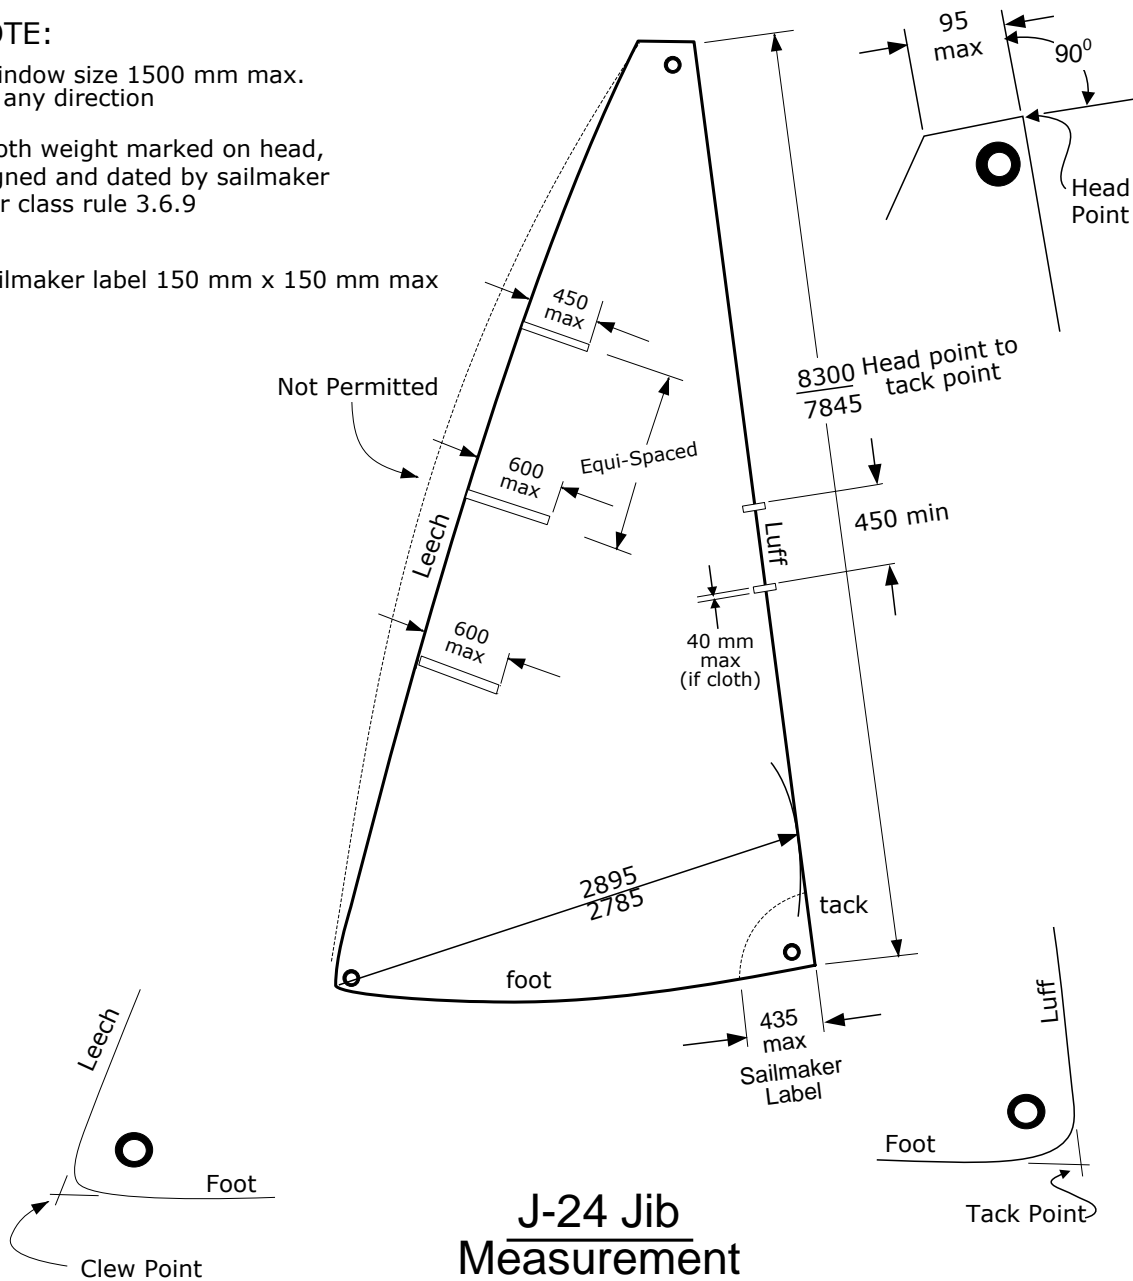 OTE:
indow size 1500 mm max.
any direction
oth weight marked on head,
gned and dated by sailmaker
r class rule 3.6.9
ilmaker label 150 mm x 150 mm max
95
max
90⁰
Head
Point
450
max
Not Permitted
8300
7845
Head point to
tack point
Equi-Spaced
600
max
Leech
Luff
450 min
600
max
40 mm
max
(if cloth)
2895
2785
tack
foot
435
max
Sailmaker
Label
Leech
Foot
Clew Point
Luff
Foot
Tack Point
J-24 Jib
Measurement